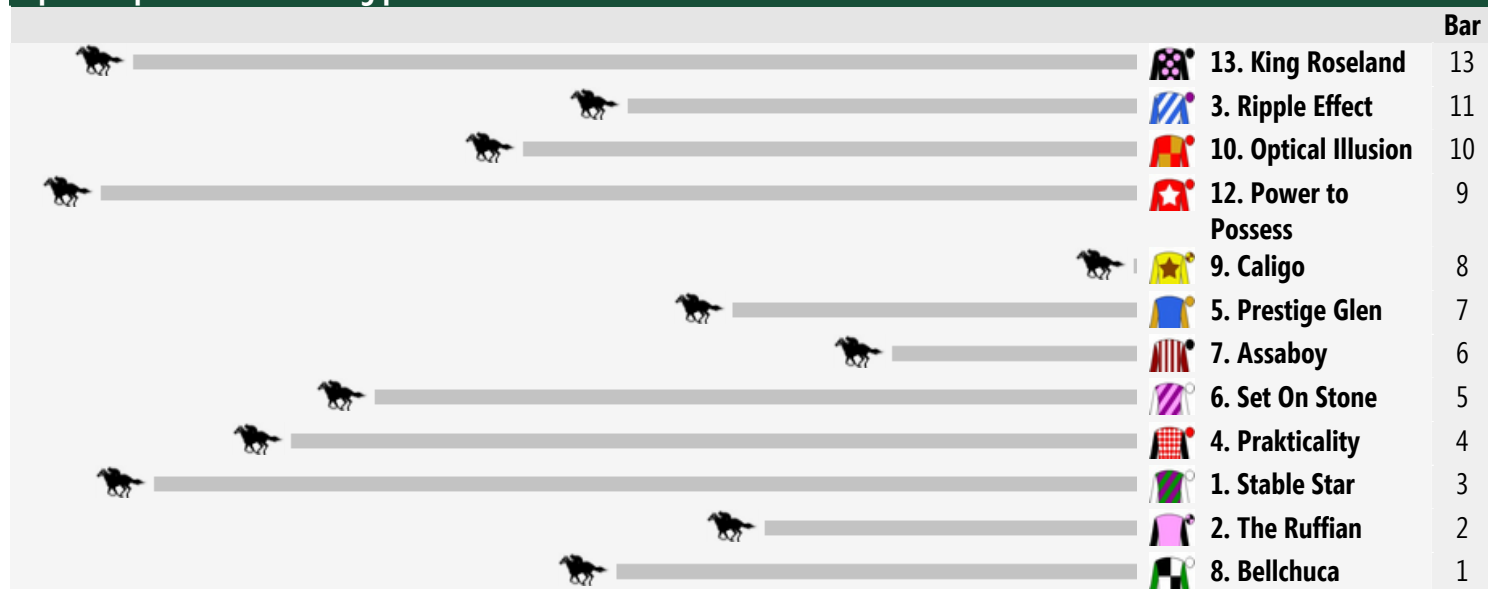 Bar
13. King Roseland 13
3. Ripple Effect 11
10. Optical Illusion 10
12. Power to 9
Possess
9. Caligo 8
5. Prestige Glen 7
7. Assaboy 6
6. Set On Stone 5
4. Prakticality 4
1. Stable Star 3
2. The Ruffian 2
8. Bellchuca 1